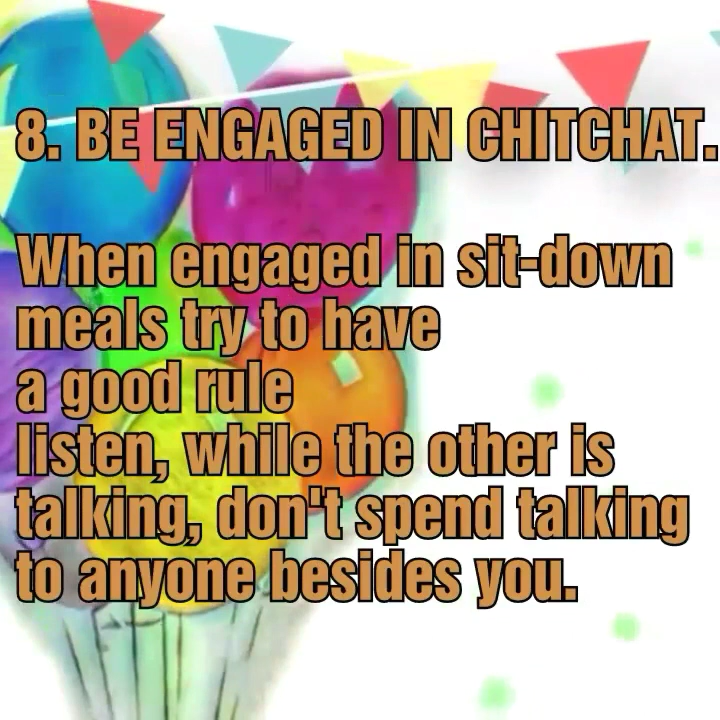 8. BE ENGAGED IN CHITCHAT.
When engaged in sit-down
meals try to have
a good rule
listen, while the other is
talking, don't spend talking
to anyone besides you.